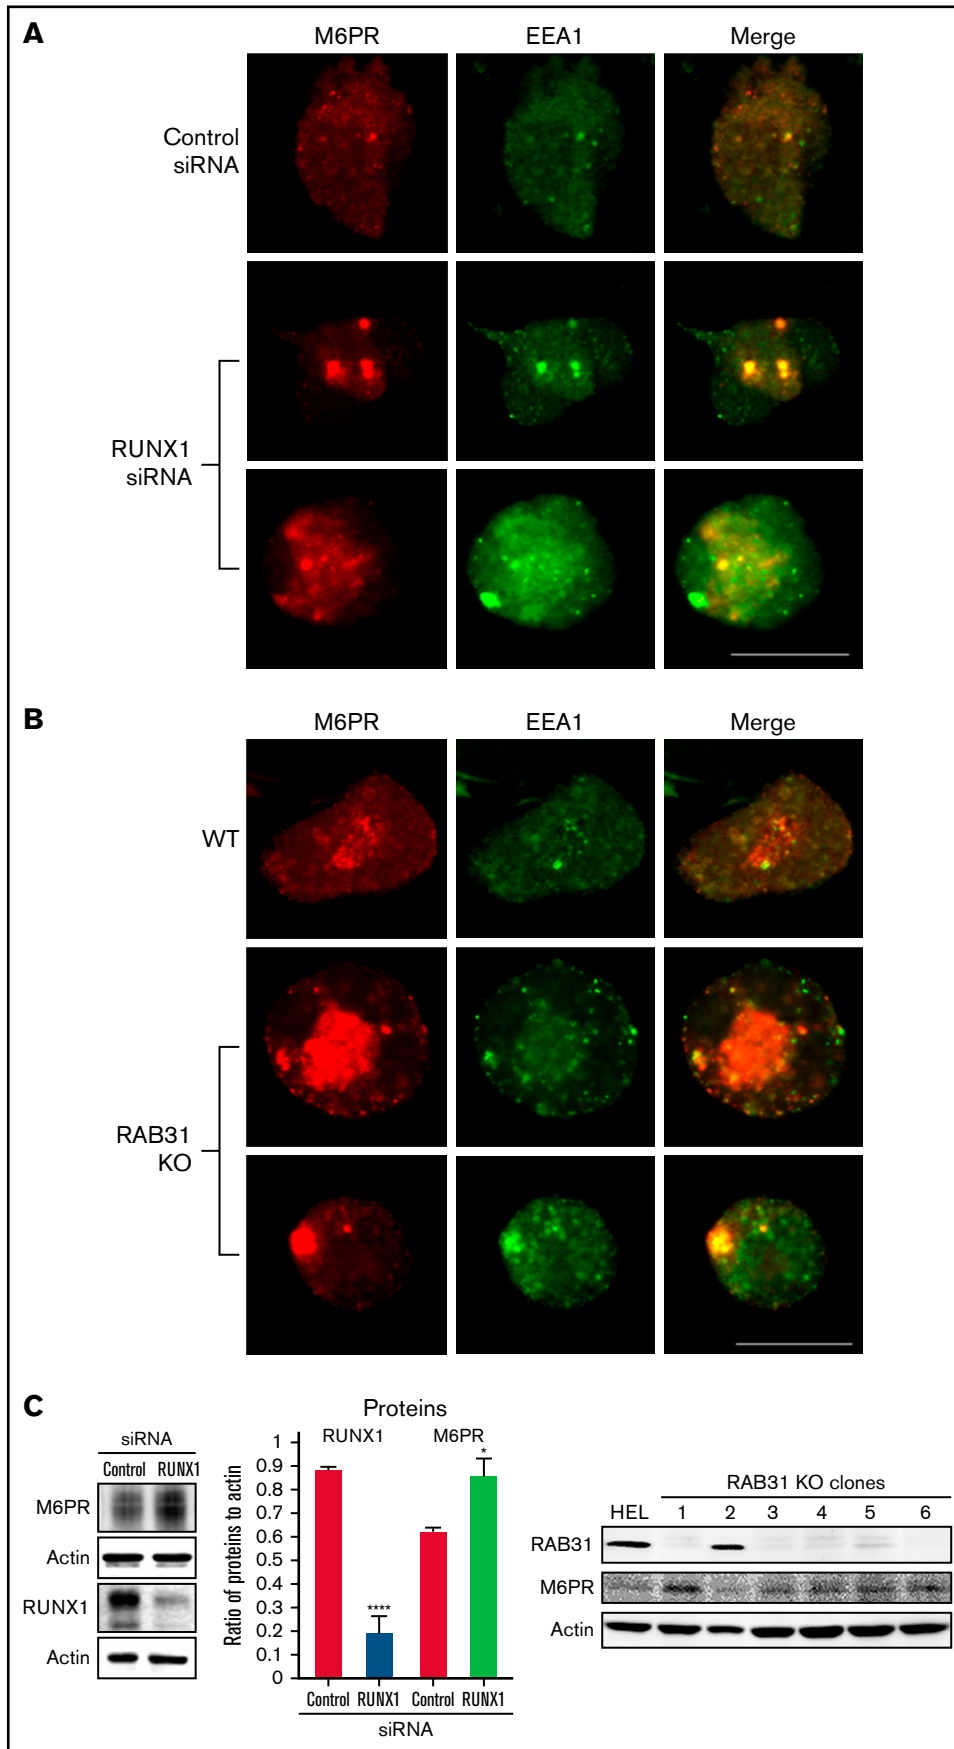 A
M6PR EEA1 Merge
Control
siRNA
RUNX1
siRNA
B
M6PR EEA1 Merge
WT
RAB31
KO
C
siRNA
Control RUNX1
M6PR
Actin
RUNX1
Actin
Proteins
RUNX1 M6PR
Ratio of proteins to actin
1
0.9
0.8
0.7
0.6
0.5
0.4
0.3
0.2
0.1
0
****
*
Control RUNX1 Control RUNX1
siRNA
RAB31 KO clones
HEL 1 2 3 4 5 6
RAB31
M6PR
Actin